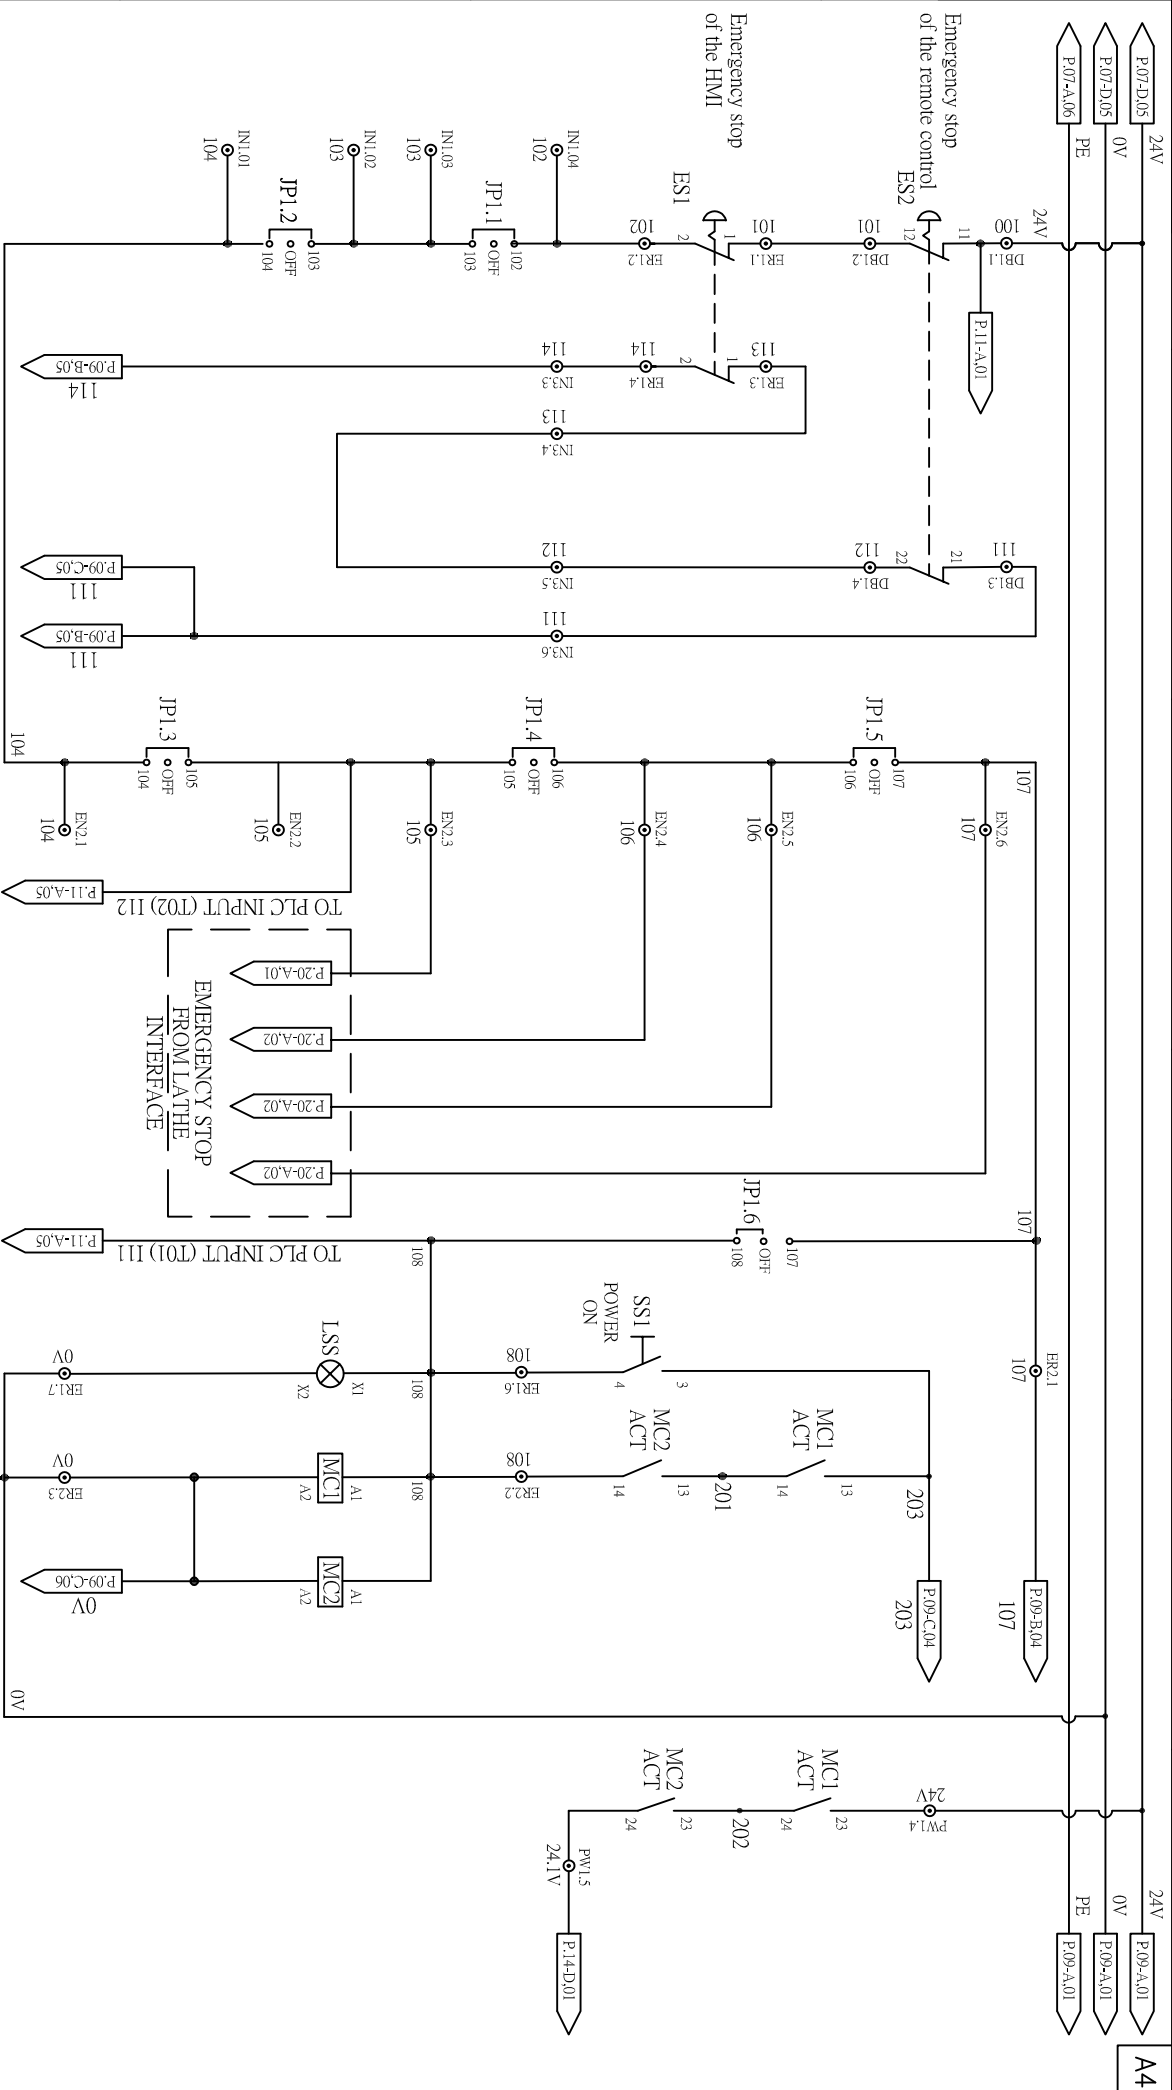 A4
P.07-D,05
24V
24V
P.09-A,01
P.07-D,05
0V
0V
P.09-A,01
P.07-A,06
PE
PE
P.09-A,01
24V
100
DB1.1
P.11-A,01
Emergency stop
of the remote control
ES2
11
12
101
DB1.2
101
ER1.1
Emergency stop
of the HMI
ES1
1
2
102
ER1.2
IN1.04
102
JP1.1
102
OFF
103
IN1.03
103
IN1.02
103
JP1.2
103
OFF
104
IN1.01
104
113
ER1.3
1
2
114
ER1.4
114
IN3.3
P.09-B,05
114
113
IN3.4
111
DB1.3
21
22
112
DB1.4
112
IN3.5
111
IN3.6
P.09-C,05
111
P.09-B,05
111
107
EN2.6
107
JP1.5
107
OFF
106
EN2.5
106
EN2.4
106
JP1.4
106
OFF
105
EN2.3
105
EN2.2
105
JP1.3
105
OFF
104
EN2.1
104
104
P.11-A,05
TO PLC INPUT (T02) I12
P.20-A,01
P.20-A,02
P.20-A,02
P.20-A,02
EMERGENCY STOP
FROM LATHE
INTERFACE
107
JP1.6
107
OFF
108
108
P.11-A,05
TO PLC INPUT (T01) I11
ER2.1
107
P.09-B,04
107
SS1
POWER
ON
3
4
108
ER1.6
108
LSS
X1
X2
0V
ER1.7
203
P.09-C,04
203
MC1
ACT
13
14
201
MC2
ACT
13
14
108
ER2.2
108
MC1
A1
A2
0V
ER2.3
MC2
A1
A2
P.09-C,06
0V
0V
24V
PW1.4
MC1
ACT
23
24
202
MC2
ACT
23
24
PW1.5
24.1V
P.14-D,01